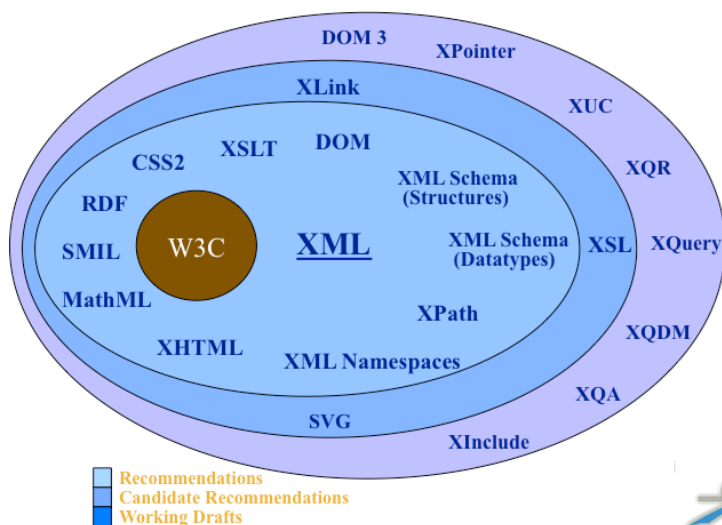 DOM 3
XPointer
XLink
XUC
XSLT
DOM
CSS2
XML Schema
(Structures)
XQR
RDF
W3C
XML
XML Schema
(Datatypes)
XSL
XQuery
SMIL
MathML
XPath
XQDM
XHTML
XML Namespaces
XQA
SVG
XInclude
Recommendations
Candidate Recommendations
Working Drafts